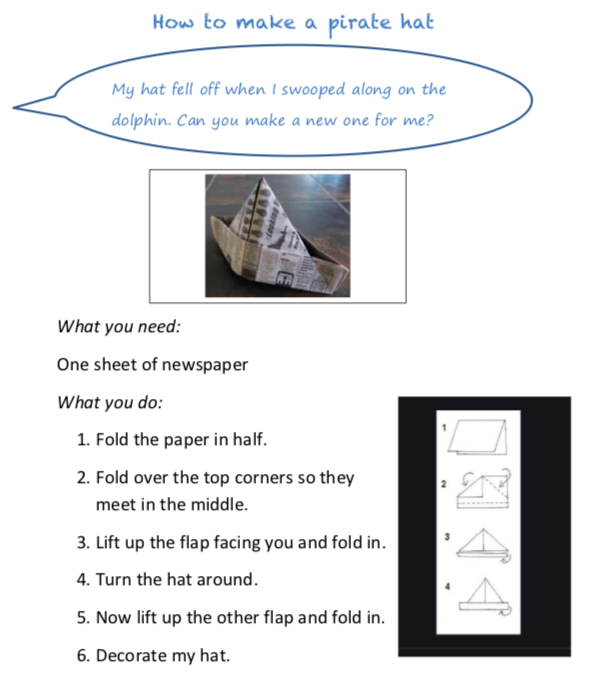 How to make a pirate hat
My hat fell off when I swooped along on the
dolphin. Can you make a new one for me?
What you need:
One sheet of newspaper
What you do:
1. Fold the paper in half.
2. Fold over the top corners so they
meet in the middle.
3. Lift up the flap facing you and fold in.
4. Turn the hat around.
5. Now lift up the other flap and fold in.
6. Decorate my hat.
1
2
3
4